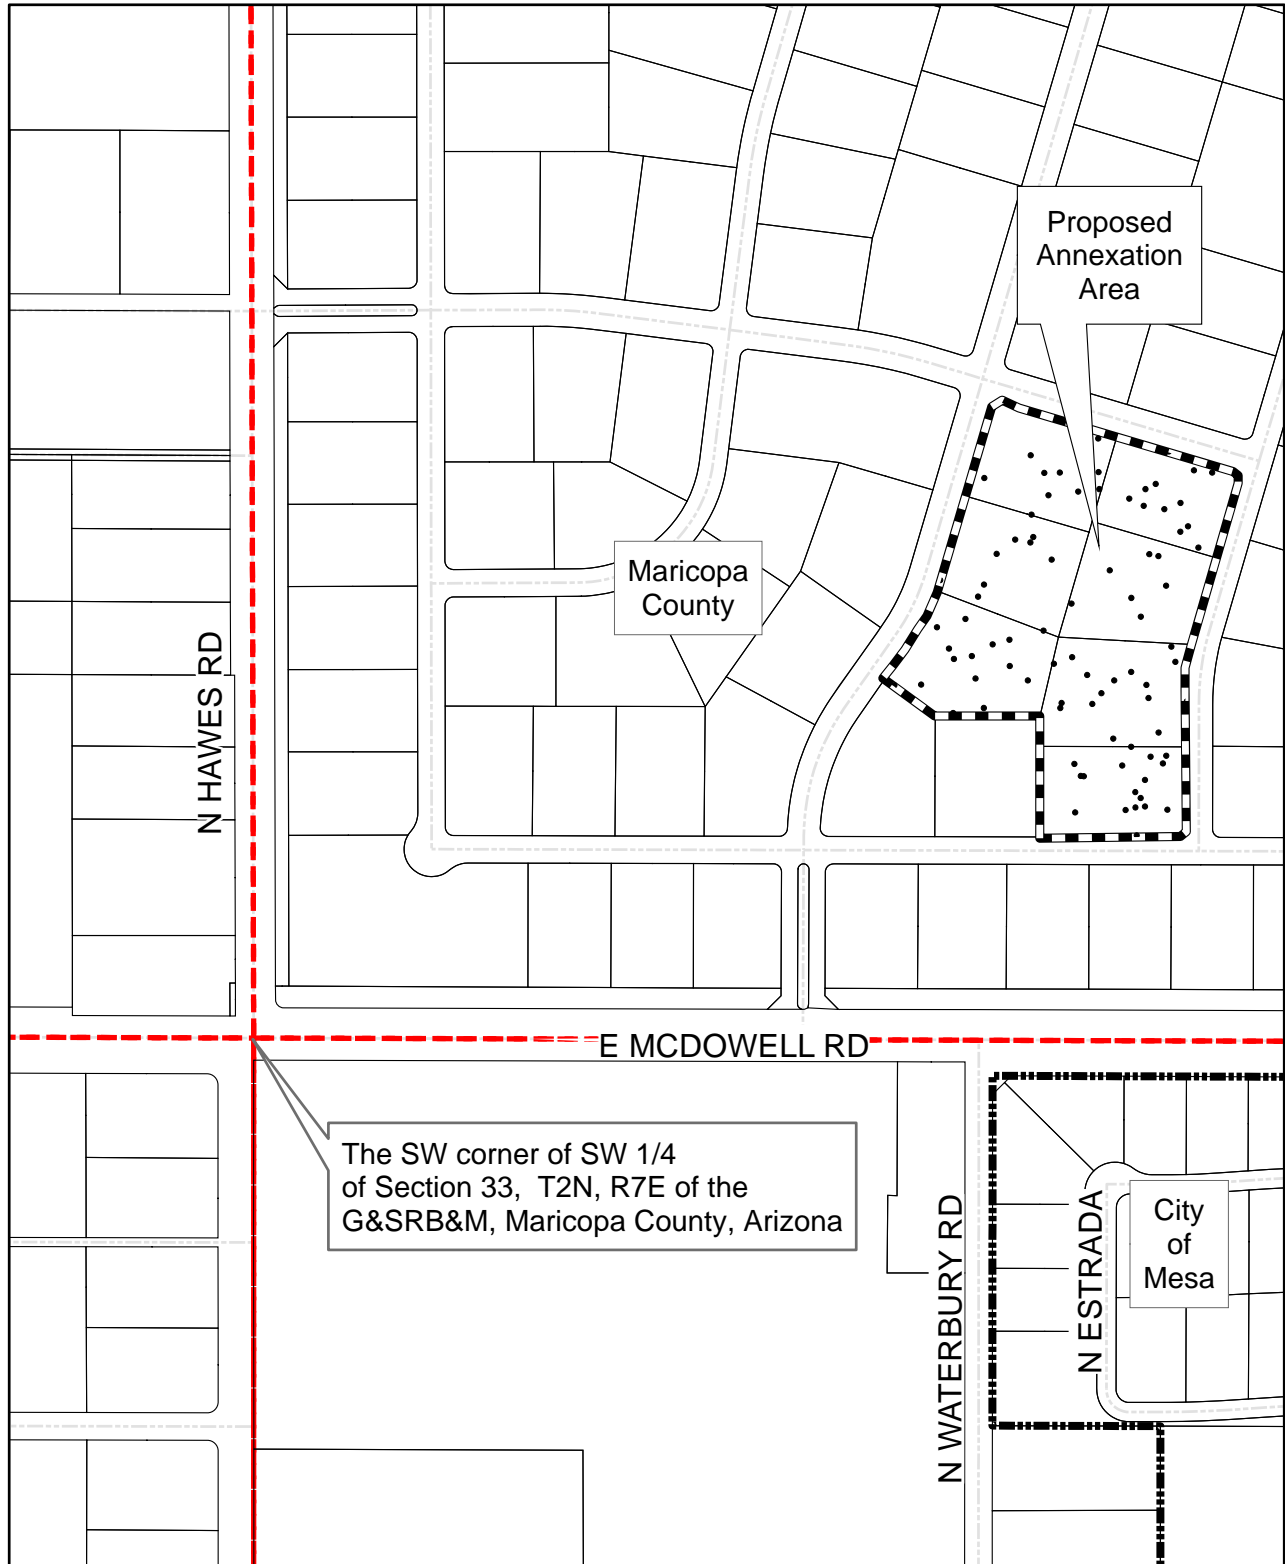 Proposed
Annexation
Area
Maricopa
County
N HAWES RD
E MCDOWELL RD
The SW corner of SW 1/4
of Section 33, T2N, R7E of the
G&SRB&M, Maricopa County, Arizona
N WATERBURY RD
N ESTRADA
City
of
Mesa